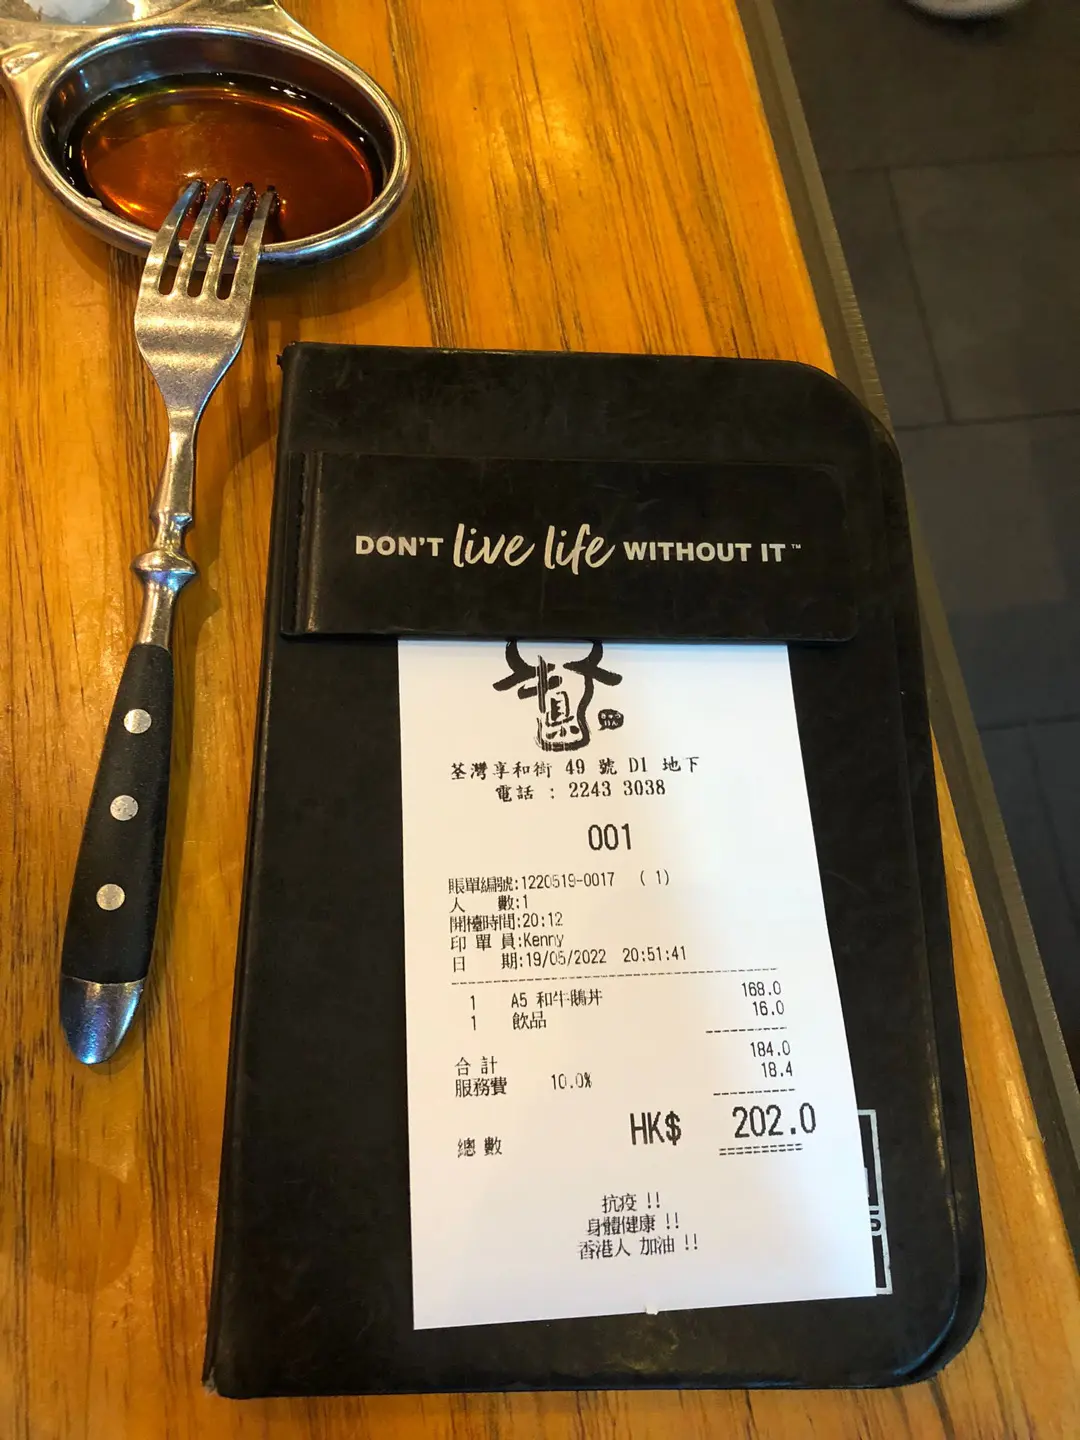 DON'T live life WITHOUT IT™
牛真
荃灣享和街 49 號 D1 地下
電話 : 2243 3038
001
賬單編號:1220519-0017 ( 1)
人 數:1
開檯時間:20:12
印 單 員:Kenny
日 期:19/05/2022 20:51:41
1 A5 和牛鵝丼 168.0
1 飲品 16.0
合 計 184.0
服務費 10.0% 18.4
總 數 HK$ 202.0
抗疫 !!
身體健康 !!
香港人 加油 !!